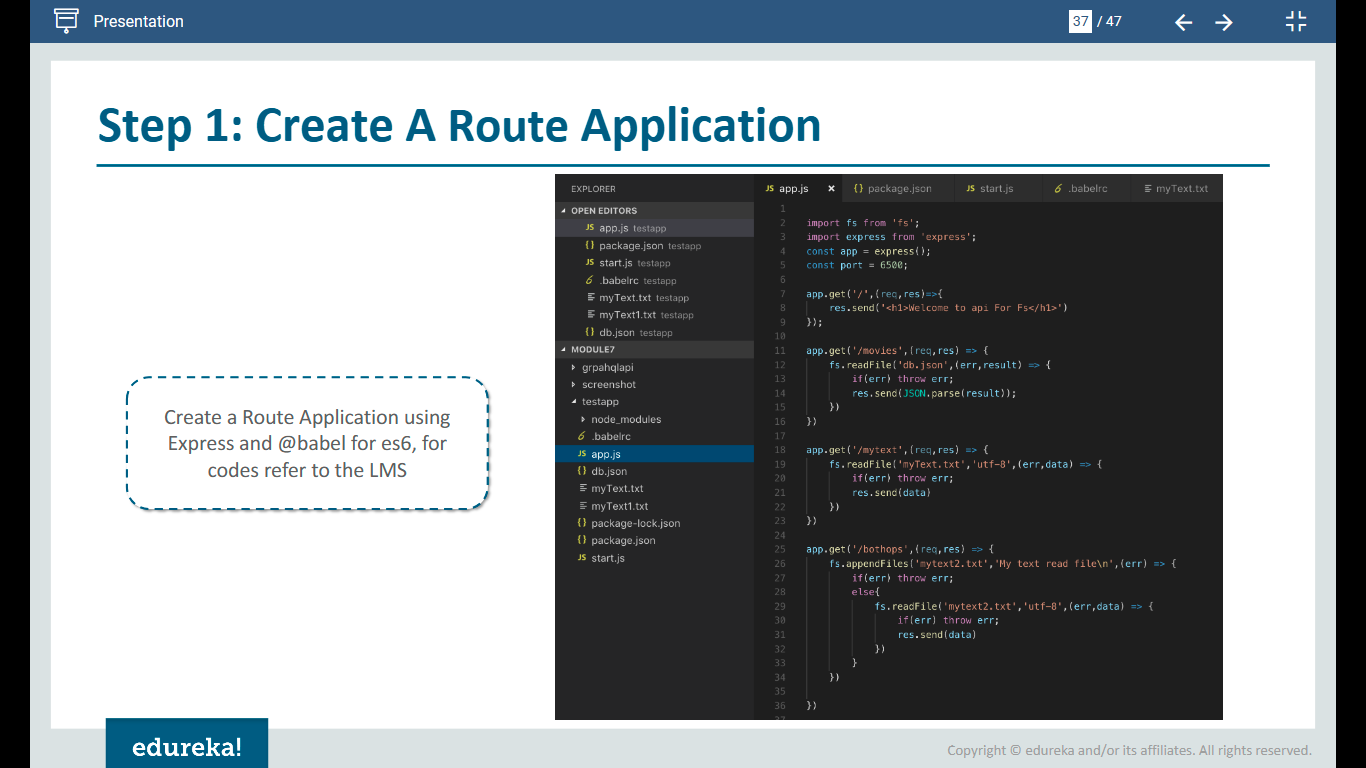 Presentation
37 / 47
Step 1: Create A Route Application
Create a Route Application using
Express and @babel for es6, for
codes refer to the LMS
EXPLORER
OPEN EDITORS
JS app.js testapp
{} package.json testapp
JS start.js testapp
.babelrc testapp
myText.txt testapp
myText1.txt testapp
{} db.json testapp
MODULE7
grpahqlapi
screenshot
testapp
node_modules
.babelrc
JS app.js
{} db.json
myText.txt
myText1.txt
{} package-lock.json
{} package.json
JS start.js
JS app.js × {} package.json JS start.js .babelrc myText.txt
1
2 import fs from 'fs';
3 import express from 'express';
4 const app = express();
5 const port = 6500;
6
7 app.get('/',(req,res)=>{
8 res.send('<h1>Welcome to api For Fs</h1>')
9 });
10
11 app.get('/movies',(req,res) => {
12 fs.readFile('db.json',(err,result) => {
13 if(err) throw err;
14 res.send(JSON.parse(result));
15 })
16 })
17
18 app.get('/mytext',(req,res) => {
19 fs.readFile('myText.txt','utf-8',(err,data) => {
20 if(err) throw err;
21 res.send(data)
22 })
23 })
24
25 app.get('/bothops',(req,res) => {
26 fs.appendFiles('mytext2.txt','My text read file\n',(err) => {
27 if(err) throw err;
28 else{
29 fs.readFile('mytext2.txt','utf-8',(err,data) => {
30 if(err) throw err;
31 res.send(data)
32 })
33 }
34 })
35
36 })
37
edureka!
Copyright © edureka and/or its affiliates. All rights reserved.